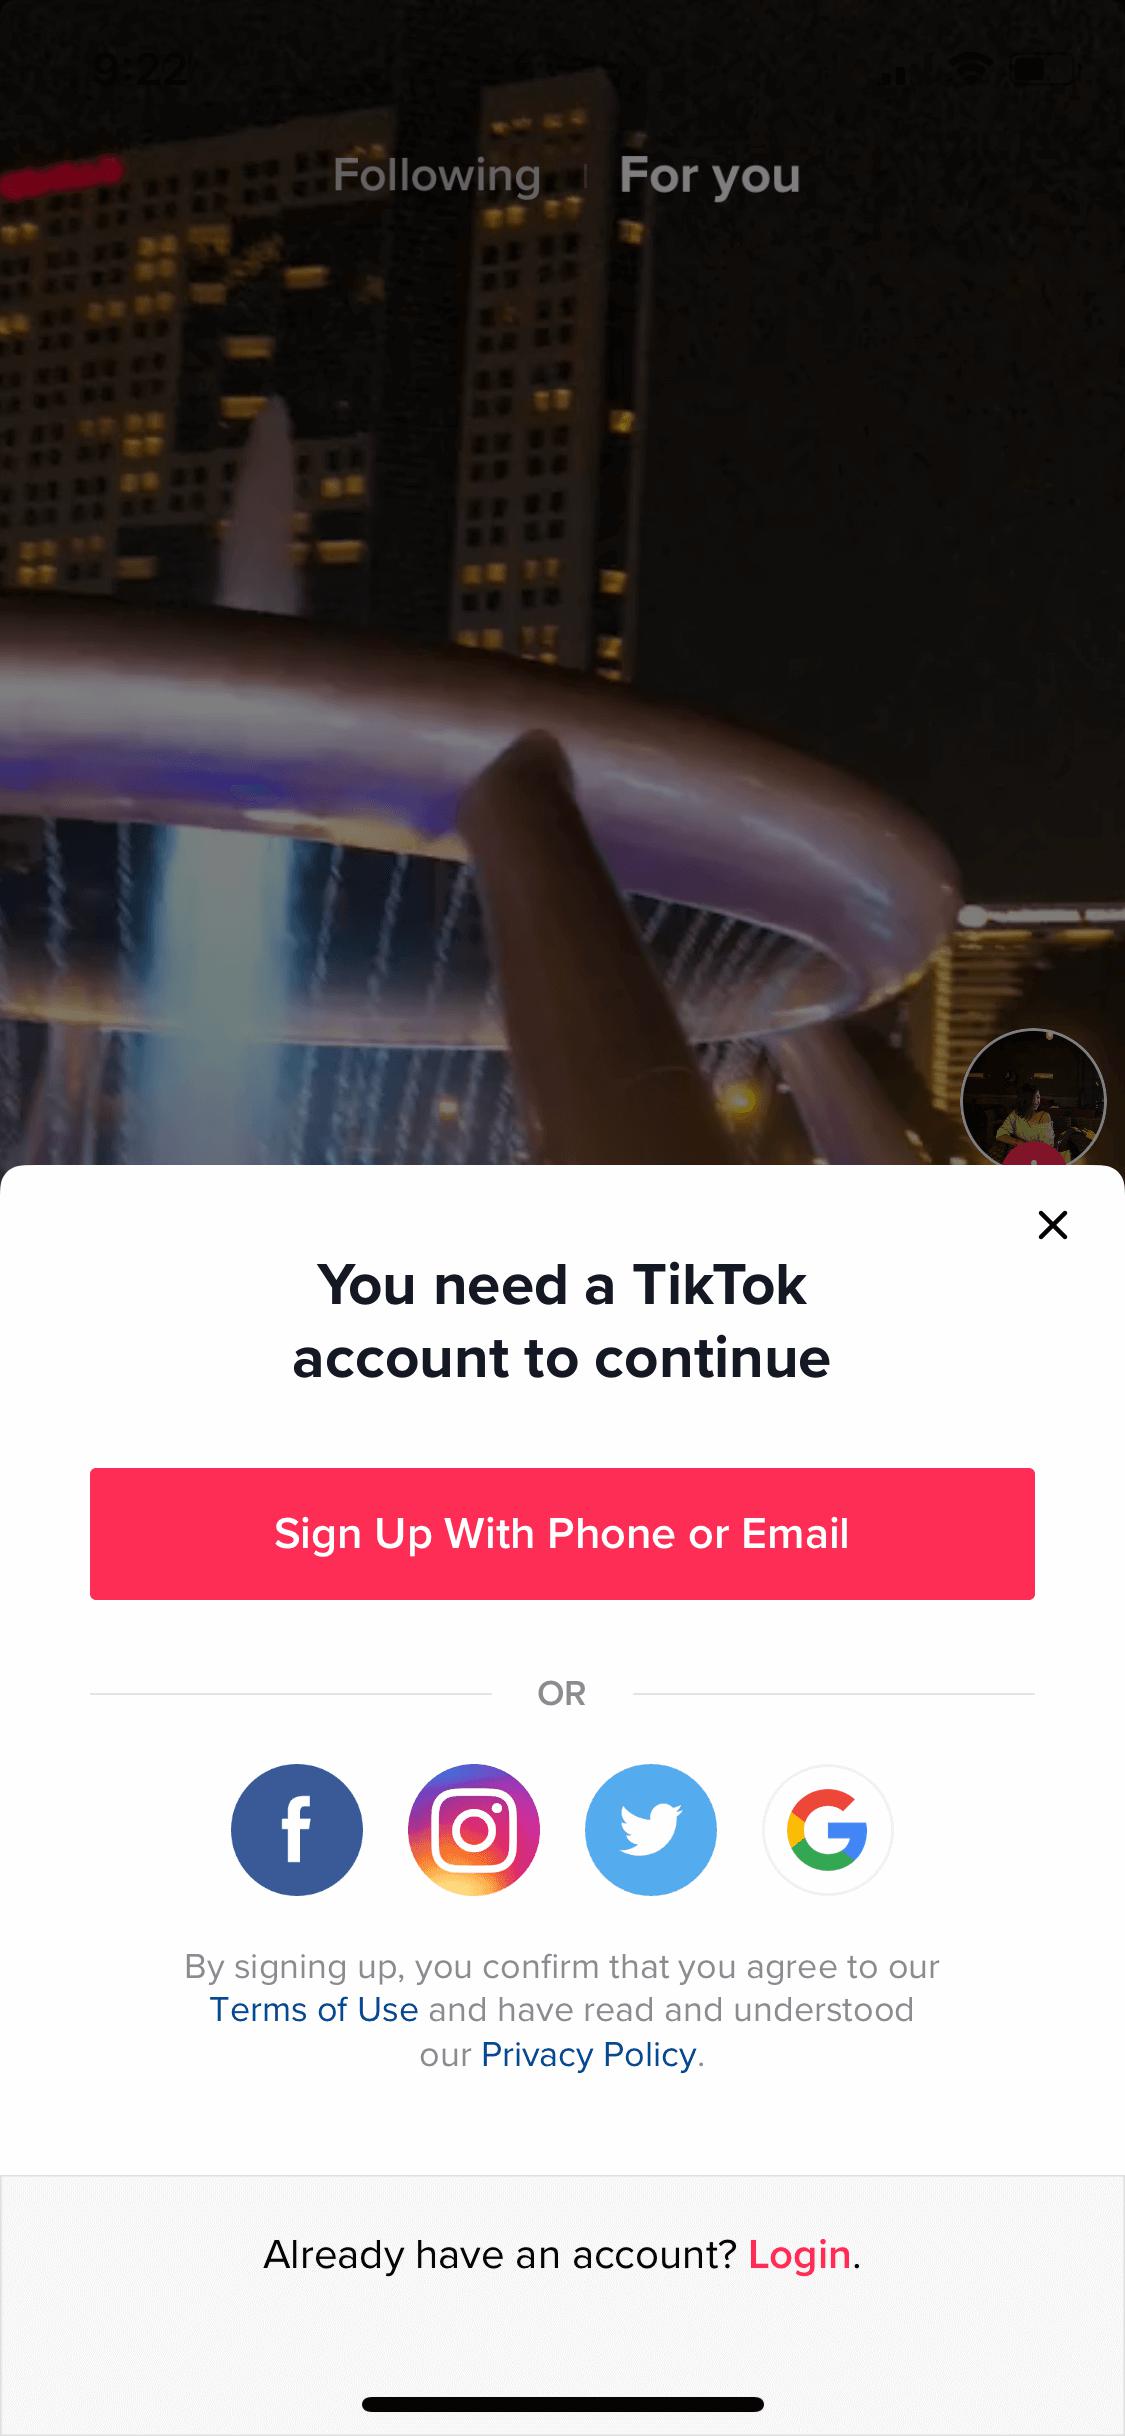 9:22
Following | For you
You need a TikTok
account to continue
Sign Up With Phone or Email
OR
By signing up, you confirm that you agree to our
Terms of Use and have read and understood
our Privacy Policy.
Already have an account? Login.